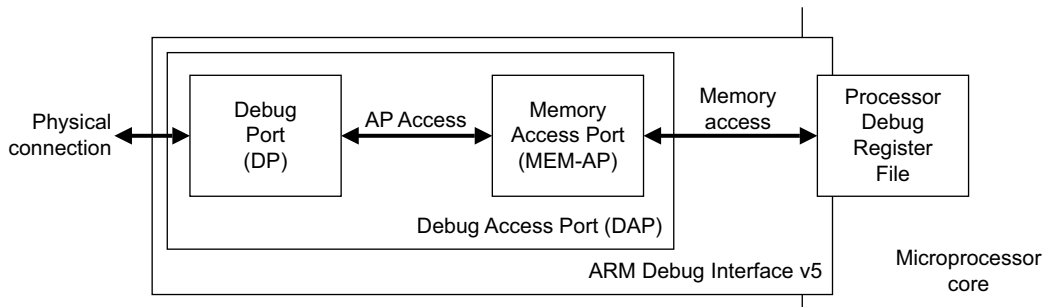 Physical
connection
Debug
Port
(DP)
AP Access
Memory
Access Port
(MEM-AP)
Memory
access
Processor
Debug
Register
File
Debug Access Port (DAP)
ARM Debug Interface v5
Microprocessor
core